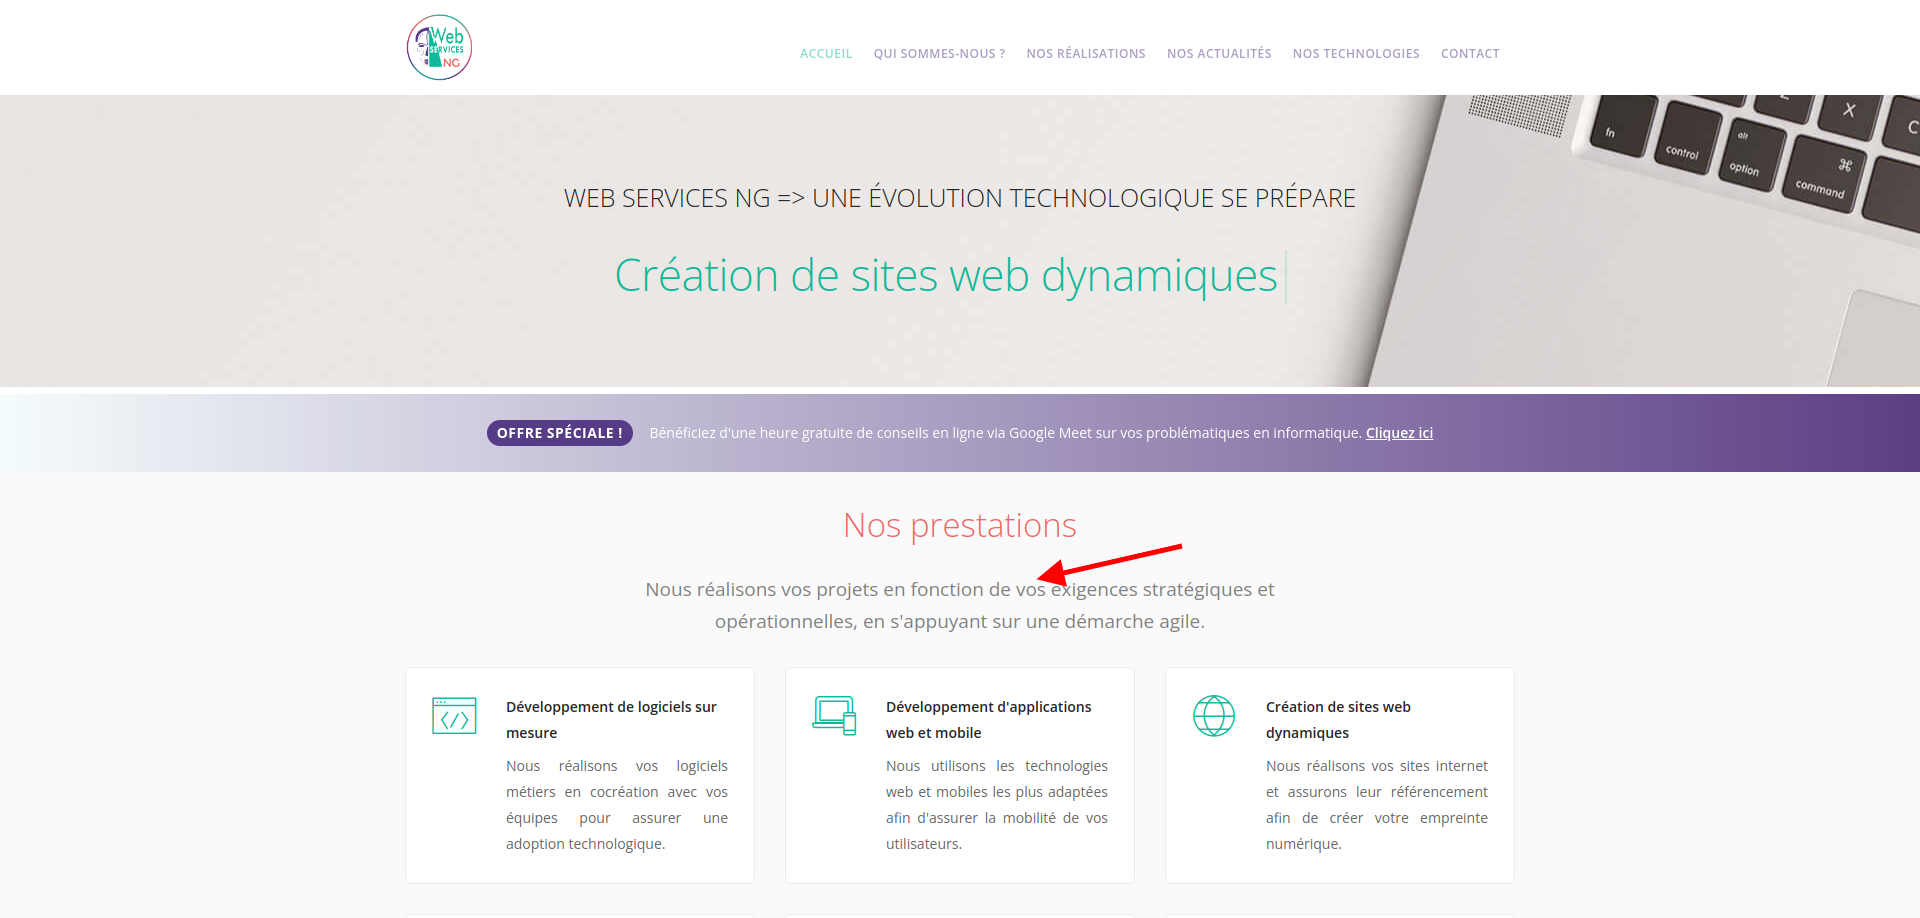 Web
SERVICES
NG
ACCUEIL QUI SOMMES-NOUS ? NOS RÉALISATIONS NOS ACTUALITÉS NOS TECHNOLOGIES CONTACT
Z X C
fn control alt option ⌘ command
WEB SERVICES NG => UNE ÉVOLUTION TECHNOLOGIQUE SE PRÉPARE
Création de sites web dynamiques
OFFRE SPÉCIALE ! Bénéficiez d'une heure gratuite de conseils en ligne via Google Meet sur vos problématiques en informatique. Cliquez ici
Nos prestations
Nous réalisons vos projets en fonction de vos exigences stratégiques et
opérationnelles, en s'appuyant sur une démarche agile.
Développement de logiciels sur
mesure
Nous réalisons vos logiciels
métiers en cocréation avec vos
équipes pour assurer une
adoption technologique.
Développement d'applications
web et mobile
Nous utilisons les technologies
web et mobiles les plus adaptées
afin d'assurer la mobilité de vos
utilisateurs.
Création de sites web
dynamiques
Nous réalisons vos sites internet
et assurons leur référencement
afin de créer votre empreinte
numérique.